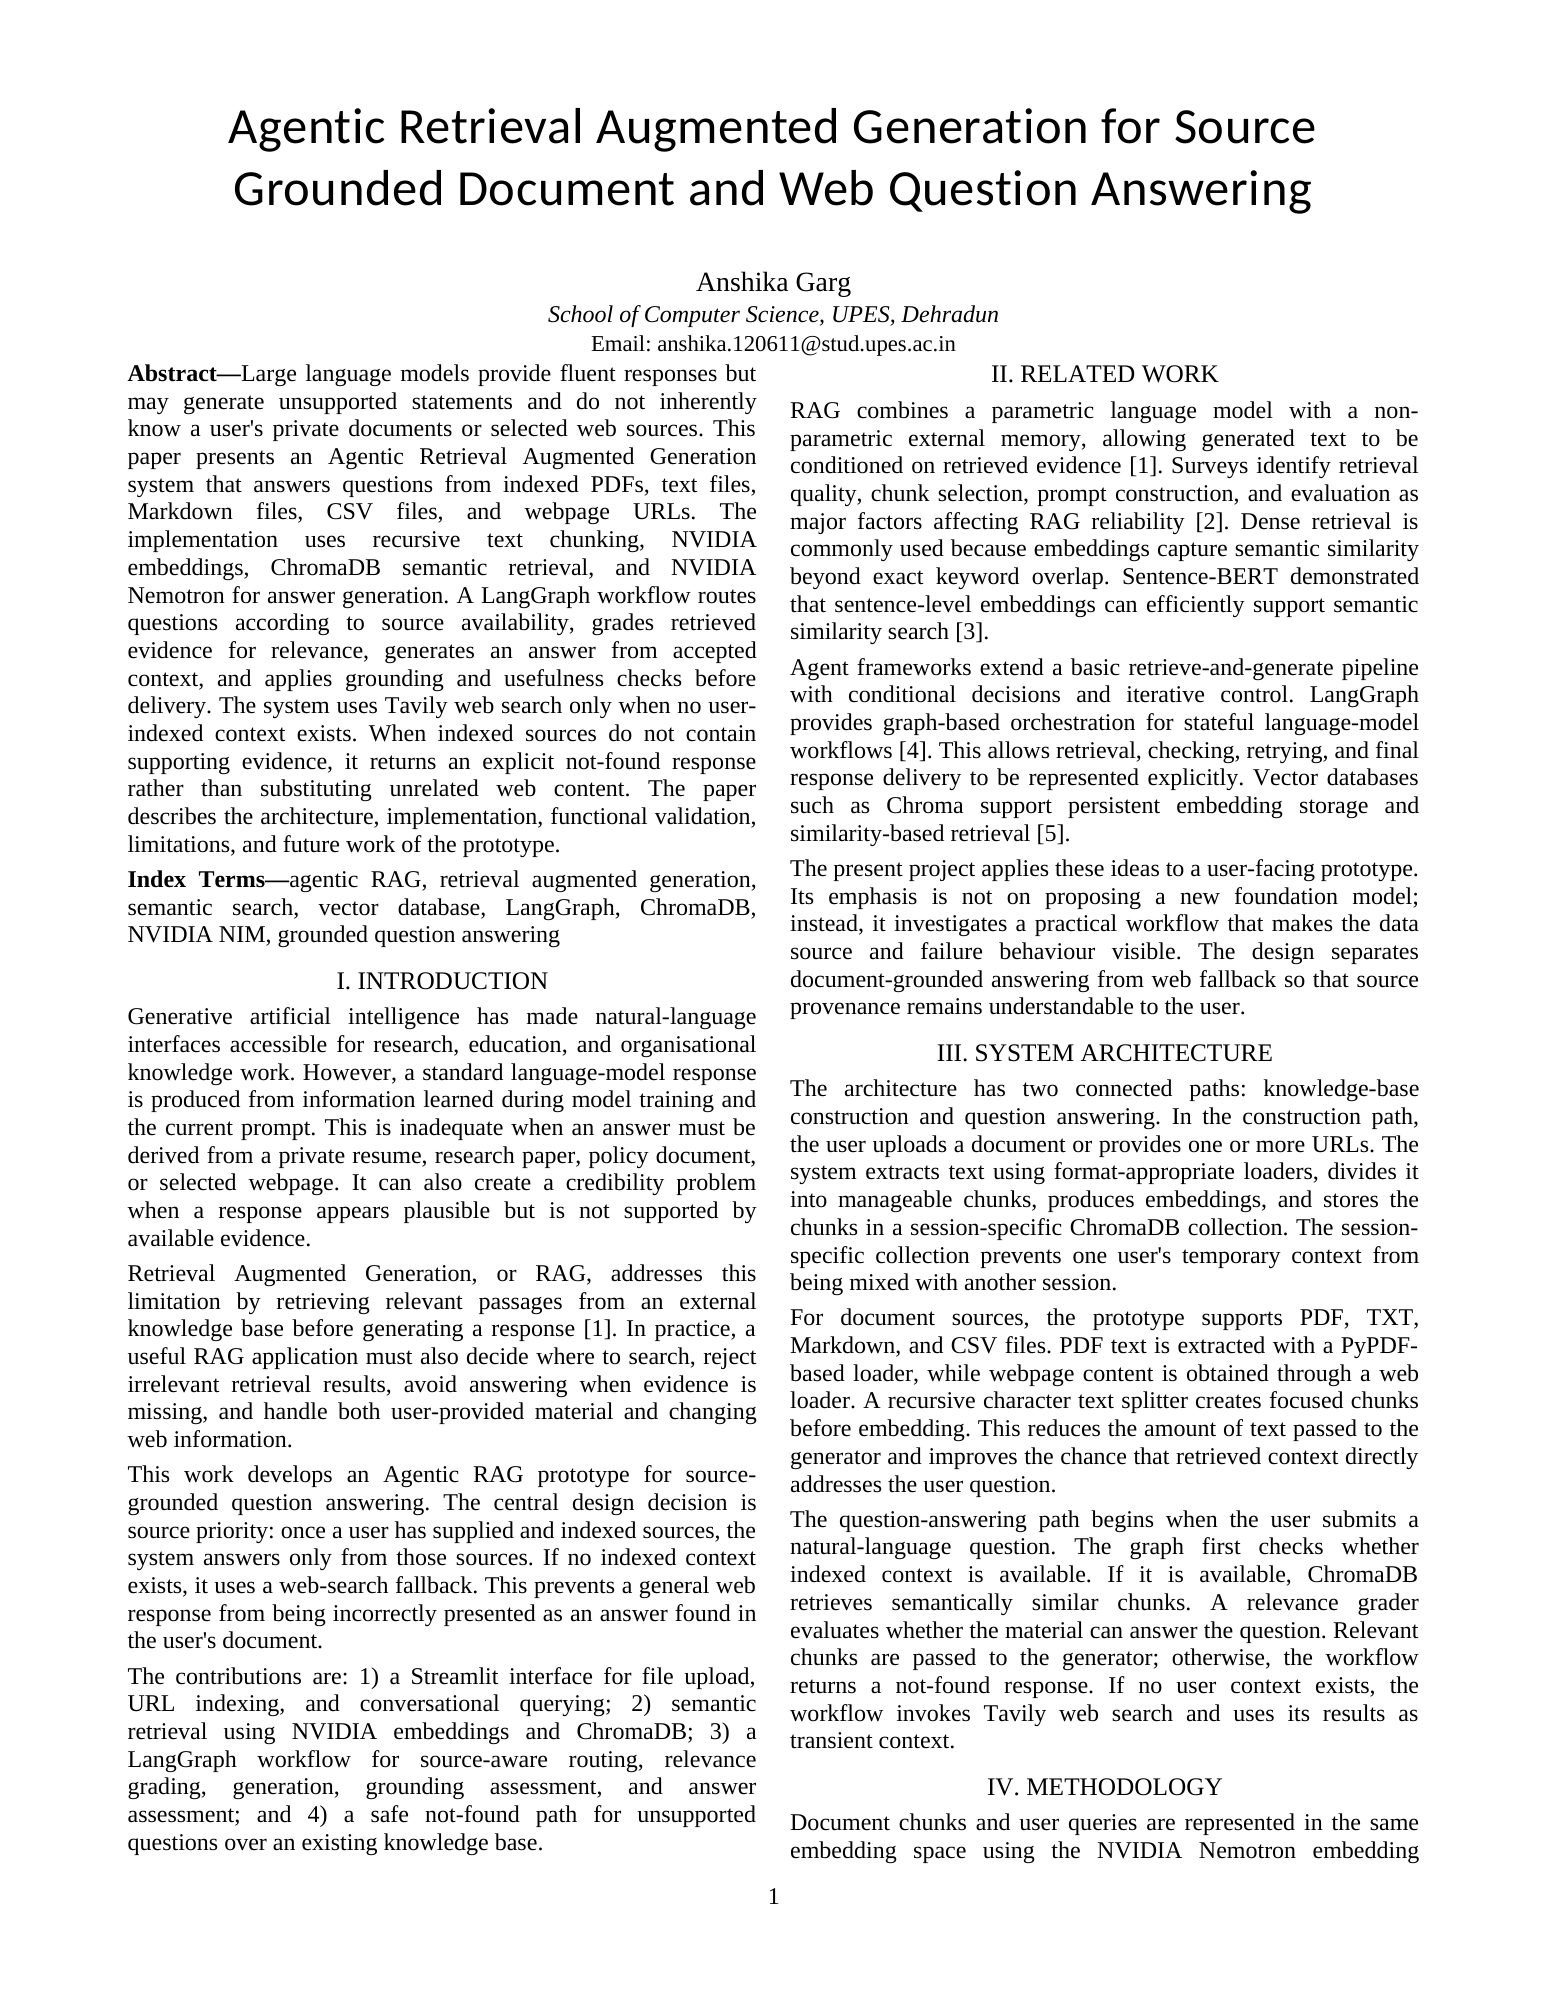 Agentic Retrieval Augmented Generation for Source
Grounded Document and Web Question Answering
Anshika Garg
School of Computer Science, UPES, Dehradun
Email: anshika.120611@stud.upes.ac.in
Abstract—Large language models provide fluent responses but
may generate unsupported statements and do not inherently
know a user's private documents or selected web sources. This
paper presents an Agentic Retrieval Augmented Generation
system that answers questions from indexed PDFs, text files,
Markdown files, CSV files, and webpage URLs. The
implementation uses recursive text chunking, NVIDIA
embeddings, ChromaDB semantic retrieval, and NVIDIA
Nemotron for answer generation. A LangGraph workflow routes
questions according to source availability, grades retrieved
evidence for relevance, generates an answer from accepted
context, and applies grounding and usefulness checks before
delivery. The system uses Tavily web search only when no user-
indexed context exists. When indexed sources do not contain
supporting evidence, it returns an explicit not-found response
rather than substituting unrelated web content. The paper
describes the architecture, implementation, functional validation,
limitations, and future work of the prototype.
Index Terms—agentic RAG, retrieval augmented generation,
semantic search, vector database, LangGraph, ChromaDB,
NVIDIA NIM, grounded question answering
I. INTRODUCTION
Generative artificial intelligence has made natural-language
interfaces accessible for research, education, and organisational
knowledge work. However, a standard language-model response
is produced from information learned during model training and
the current prompt. This is inadequate when an answer must be
derived from a private resume, research paper, policy document,
or selected webpage. It can also create a credibility problem
when a response appears plausible but is not supported by
available evidence.
Retrieval Augmented Generation, or RAG, addresses this
limitation by retrieving relevant passages from an external
knowledge base before generating a response [1]. In practice, a
useful RAG application must also decide where to search, reject
irrelevant retrieval results, avoid answering when evidence is
missing, and handle both user-provided material and changing
web information.
This work develops an Agentic RAG prototype for source-
grounded question answering. The central design decision is
source priority: once a user has supplied and indexed sources, the
system answers only from those sources. If no indexed context
exists, it uses a web-search fallback. This prevents a general web
response from being incorrectly presented as an answer found in
the user's document.
The contributions are: 1) a Streamlit interface for file upload,
URL indexing, and conversational querying; 2) semantic
retrieval using NVIDIA embeddings and ChromaDB; 3) a
LangGraph workflow for source-aware routing, relevance
grading, generation, grounding assessment, and answer
assessment; and 4) a safe not-found path for unsupported
questions over an existing knowledge base.
II. RELATED WORK
RAG combines a parametric language model with a non-
parametric external memory, allowing generated text to be
conditioned on retrieved evidence [1]. Surveys identify retrieval
quality, chunk selection, prompt construction, and evaluation as
major factors affecting RAG reliability [2]. Dense retrieval is
commonly used because embeddings capture semantic similarity
beyond exact keyword overlap. Sentence-BERT demonstrated
that sentence-level embeddings can efficiently support semantic
similarity search [3].
Agent frameworks extend a basic retrieve-and-generate pipeline
with conditional decisions and iterative control. LangGraph
provides graph-based orchestration for stateful language-model
workflows [4]. This allows retrieval, checking, retrying, and final
response delivery to be represented explicitly. Vector databases
such as Chroma support persistent embedding storage and
similarity-based retrieval [5].
The present project applies these ideas to a user-facing prototype.
Its emphasis is not on proposing a new foundation model;
instead, it investigates a practical workflow that makes the data
source and failure behaviour visible. The design separates
document-grounded answering from web fallback so that source
provenance remains understandable to the user.
III. SYSTEM ARCHITECTURE
The architecture has two connected paths: knowledge-base
construction and question answering. In the construction path,
the user uploads a document or provides one or more URLs. The
system extracts text using format-appropriate loaders, divides it
into manageable chunks, produces embeddings, and stores the
chunks in a session-specific ChromaDB collection. The session-
specific collection prevents one user's temporary context from
being mixed with another session.
For document sources, the prototype supports PDF, TXT,
Markdown, and CSV files. PDF text is extracted with a PyPDF-
based loader, while webpage content is obtained through a web
loader. A recursive character text splitter creates focused chunks
before embedding. This reduces the amount of text passed to the
generator and improves the chance that retrieved context directly
addresses the user question.
The question-answering path begins when the user submits a
natural-language question. The graph first checks whether
indexed context is available. If it is available, ChromaDB
retrieves semantically similar chunks. A relevance grader
evaluates whether the material can answer the question. Relevant
chunks are passed to the generator; otherwise, the workflow
returns a not-found response. If no user context exists, the
workflow invokes Tavily web search and uses its results as
transient context.
IV. METHODOLOGY
Document chunks and user queries are represented in the same
embedding space using the NVIDIA Nemotron embedding
1